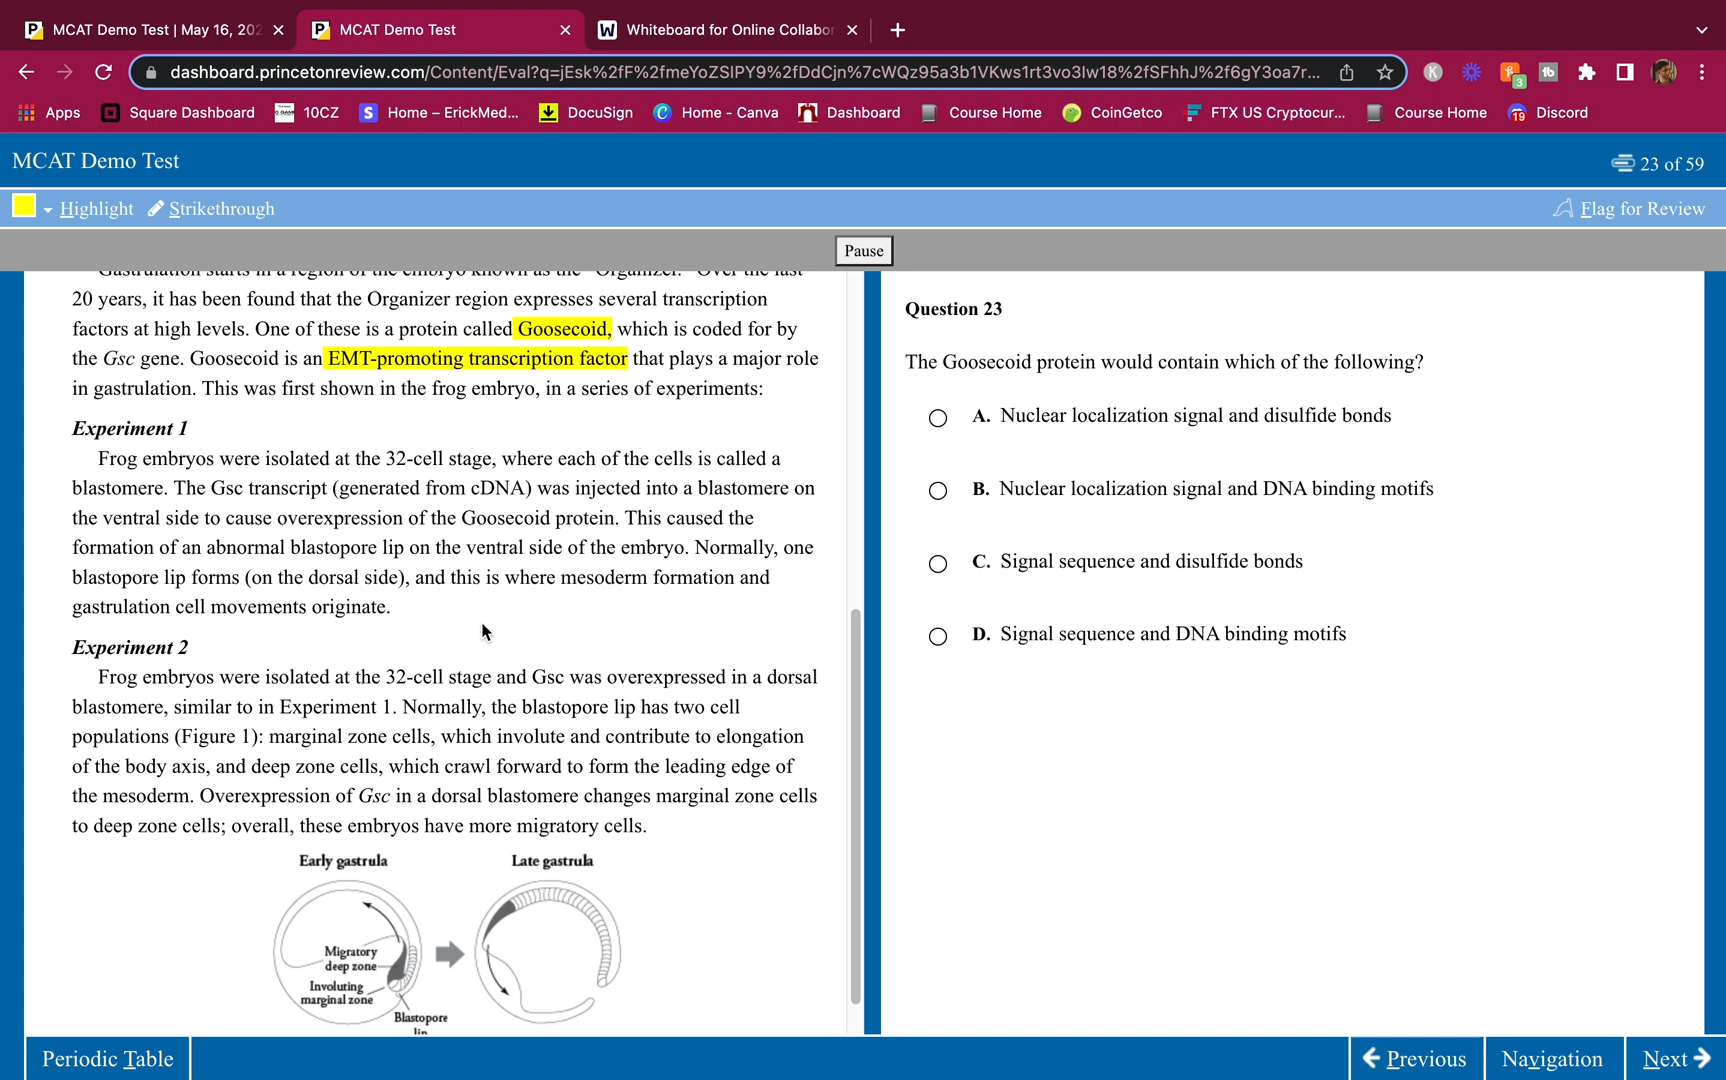 MCAT Demo Test | May 16, 202
MCAT Demo Test
Whiteboard for Online Collabor
dashboard.princetonreview.com/Content/Eval?q=jEsk%2fF%2fmeYoZSIPY9%2fDdCjn%7cWQz95a3b1VKws1rt3vo3lw18%2fSFhhJ%2f6gY3oa7r...
Apps
Square Dashboard
10CZ
Home – ErickMed...
DocuSign
Home - Canva
Dashboard
Course Home
CoinGetco
FTX US Cryptocur...
Course Home
19
Discord
MCAT Demo Test
23 of 59
Highlight
Strikethrough
Flag for Review
Pause
Gastrulation starts in a region of the embryo known as the "Organizer." Over the last
20 years, it has been found that the Organizer region expresses several transcription
factors at high levels. One of these is a protein called Goosecoid, which is coded for by
the Gsc gene. Goosecoid is an EMT-promoting transcription factor that plays a major role
in gastrulation. This was first shown in the frog embryo, in a series of experiments:
Experiment 1
Frog embryos were isolated at the 32-cell stage, where each of the cells is called a
blastomere. The Gsc transcript (generated from cDNA) was injected into a blastomere on
the ventral side to cause overexpression of the Goosecoid protein. This caused the
formation of an abnormal blastopore lip on the ventral side of the embryo. Normally, one
blastopore lip forms (on the dorsal side), and this is where mesoderm formation and
gastrulation cell movements originate.
Experiment 2
Frog embryos were isolated at the 32-cell stage and Gsc was overexpressed in a dorsal
blastomere, similar to in Experiment 1. Normally, the blastopore lip has two cell
populations (Figure 1): marginal zone cells, which involute and contribute to elongation
of the body axis, and deep zone cells, which crawl forward to form the leading edge of
the mesoderm. Overexpression of Gsc in a dorsal blastomere changes marginal zone cells
to deep zone cells; overall, these embryos have more migratory cells.
Early gastrula
Late gastrula
Migratory
deep zone
Involuting
marginal zone
Blastopore
lip
Question 23
The Goosecoid protein would contain which of the following?
A. Nuclear localization signal and disulfide bonds
B. Nuclear localization signal and DNA binding motifs
C. Signal sequence and disulfide bonds
D. Signal sequence and DNA binding motifs
Periodic Table
Previous
Navigation
Next